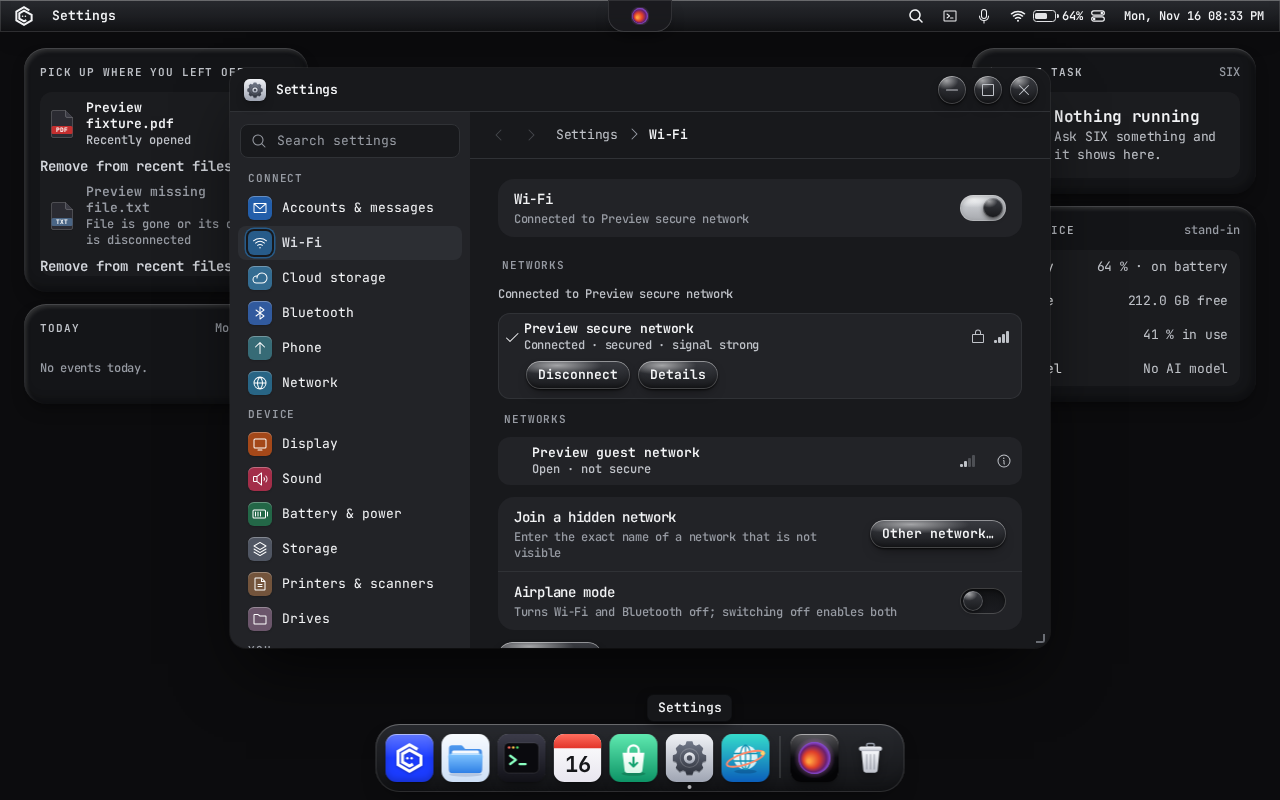 Settings
64%
Mon, Nov 16 08:33 PM
PICK UP WHERE YOU LEFT
Preview
fixture.pdf
Recently opened
Remove from recent files
Preview missing
file.txt
File is gone or its
is disconnected
Remove from recent files
PDF
TXT
TODAY
No events today.
Settings
Search settings
CONNECT
Accounts & messages
Wi-Fi
Cloud storage
Bluetooth
Phone
Network
DEVICE
Display
Sound
Battery & power
Storage
Printers & scanners
Drives
Settings > Wi-Fi
Wi-Fi
Connected to Preview secure network
NETWORKS
Connected to Preview secure network
Preview secure network
Connected · secured · signal strong
Disconnect
Details
NETWORKS
Preview guest network
Open · not secure
Join a hidden network
Enter the exact name of a network that is not
visible
Other network…
Airplane mode
Turns Wi-Fi and Bluetooth off; switching off enables both
TASK
SIX
Nothing running
Ask SIX something and
it shows here.
stand-in
64 % · on battery
212.0 GB free
41 % in use
No AI model
Settings
16